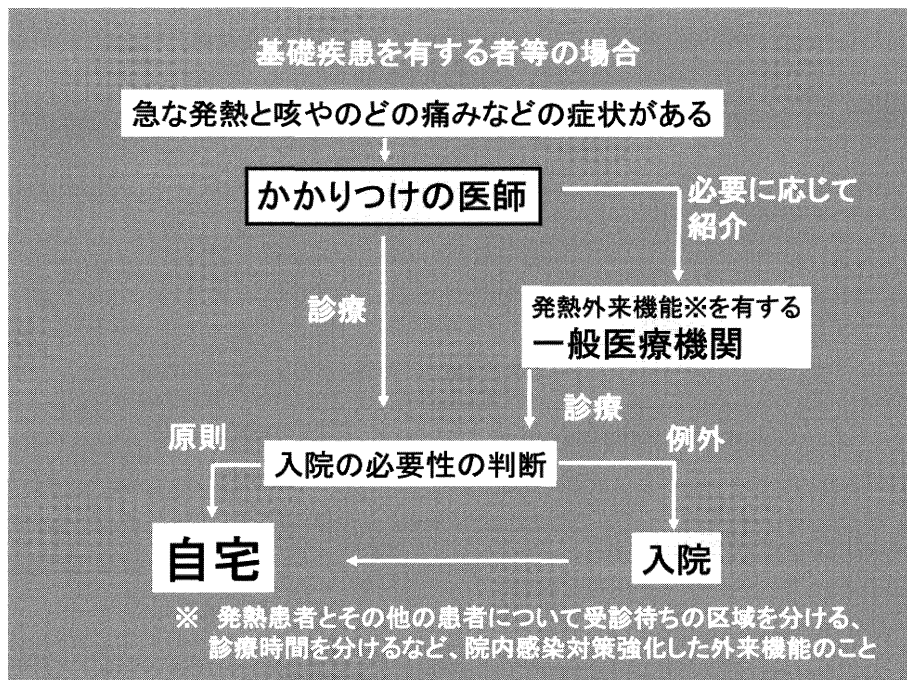 基礎疾患を有する者等の場合
急な発熱と咳やのどの痛みなどの症状がある
かかりつけの医師
必要に応じて
紹介
診療
発熱外来機能※を有する
一般医療機関
診療
原則
例外
入院の必要性の判断
自宅
入院
※ 発熱患者とその他の患者について受診待ちの区域を分ける、
診療時間を分けるなど、院内感染対策強化した外来機能のこと